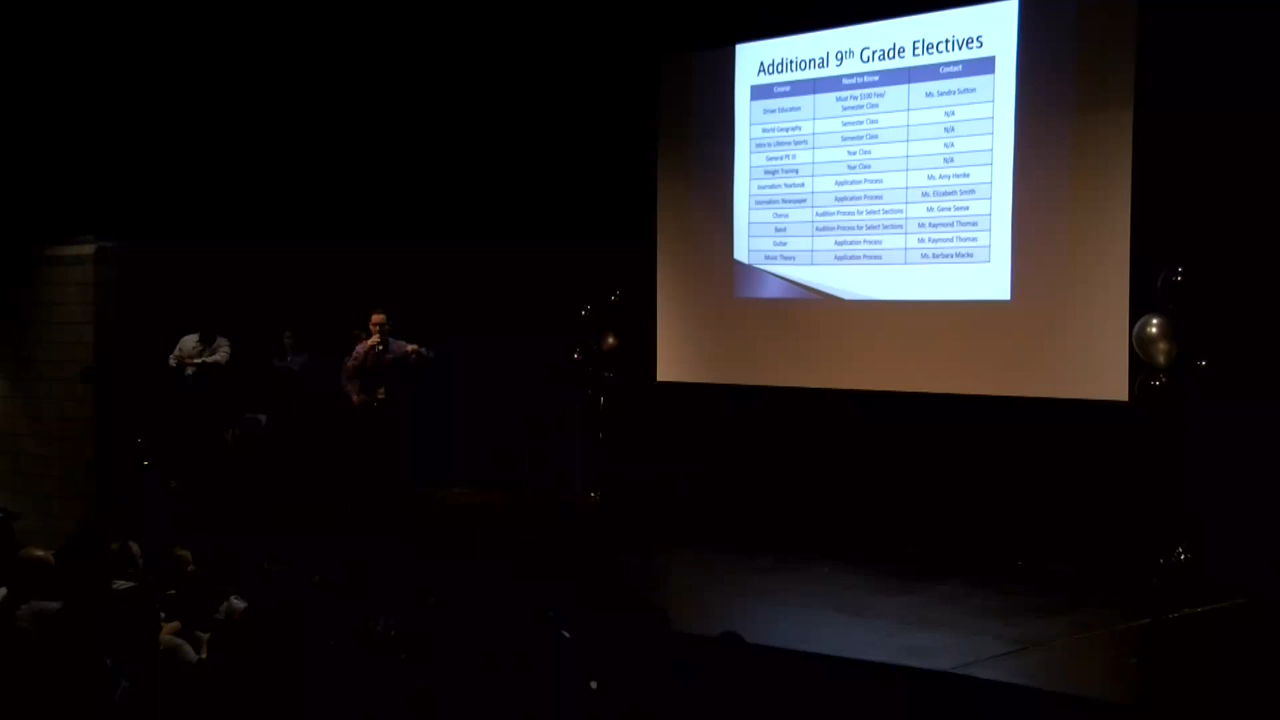 Additional 9th Grade Electives
Course Need to Know Contact
Driver Education Must Pay $100 Fee/ Semester Class Ms. Sandra Sutton
World Geography Semester Class N/A
Intro to Lifetime Sports Semester Class N/A
General PE III Year Class N/A
Weight Training Year Class N/A
Journalism: Yearbook Application Process Ms. Amy Henke
Journalism: Newspaper Application Process Ms. Elizabeth Smith
Chorus Audition Process for Select Sections Mr. Gene Seeve
Band Audition Process for Select Sections Mr. Raymond Thomas
Guitar Application Process Mr. Raymond Thomas
Music Theory Application Process Ms. Barbara Macko